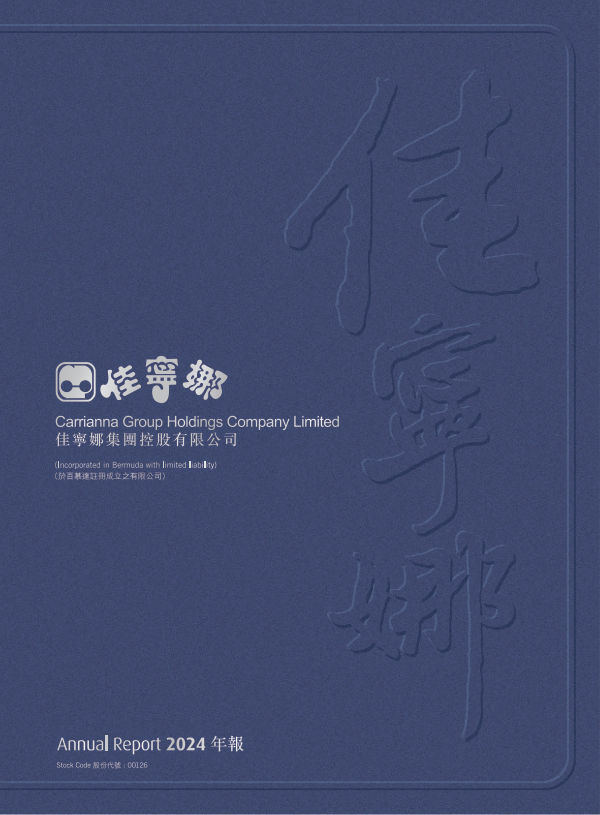 佳寧娜
佳寧娜
Carrianna Group Holdings Company Limited
佳寧娜集團控股有限公司
(Incorporated in Bermuda with limited liability)
(於百慕達註冊成立之有限公司)
Annual Report 2024 年報
Stock Code 股份代號 : 00126